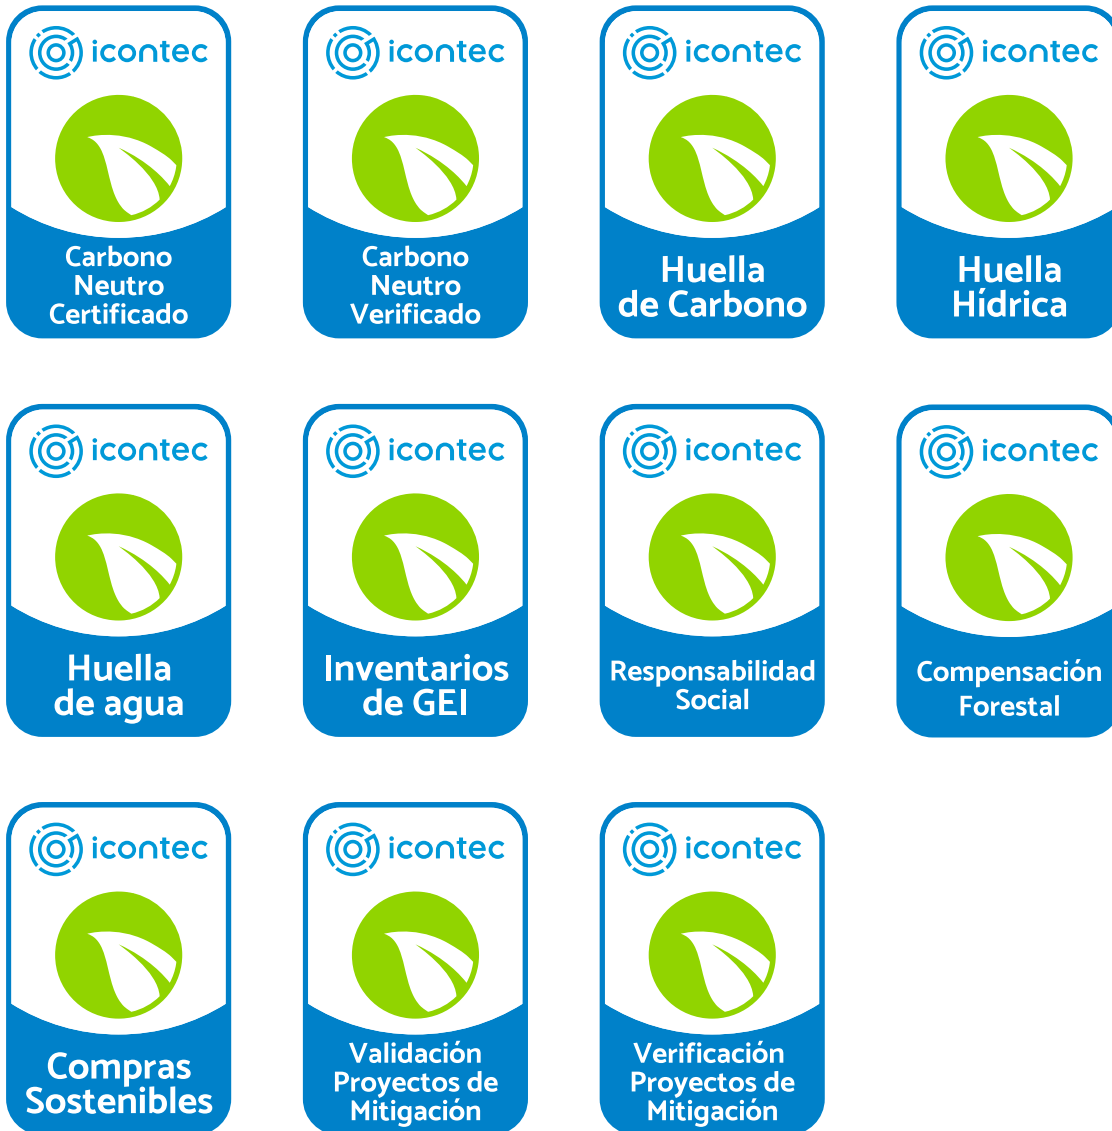 icontec
Carbono
Neutro
Certificado
icontec
Carbono
Neutro
Verificado
icontec
Huella
de Carbono
icontec
Huella
Hídrica
icontec
Huella
de agua
icontec
Inventarios
de GEI
icontec
Responsabilidad
Social
icontec
Compensación
Forestal
icontec
Compras
Sostenibles
icontec
Validación
Proyectos de
Mitigación
icontec
Verificación
Proyectos de
Mitigación